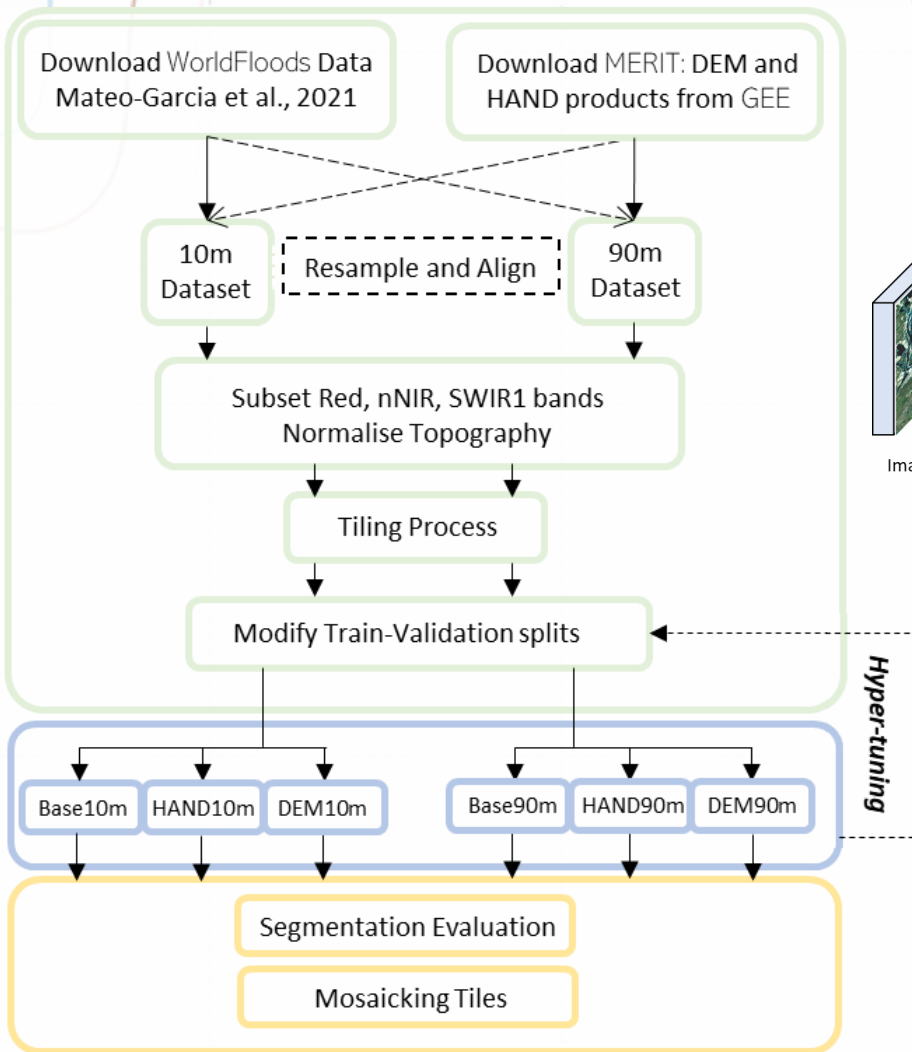 Download WorldFloods Data
Mateo-Garcia et al., 2021
Download MERIT: DEM and
HAND products from GEE
10m
Dataset
Resample and Align
90m
Dataset
Subset Red, nNIR, SWIR1 bands
Normalise Topography
Tiling Process
Modify Train-Validation splits
Hyper-tuning
Base10m
HAND10m
DEM10m
Base90m
HAND90m
DEM90m
Segmentation Evaluation
Mosaicking Tiles